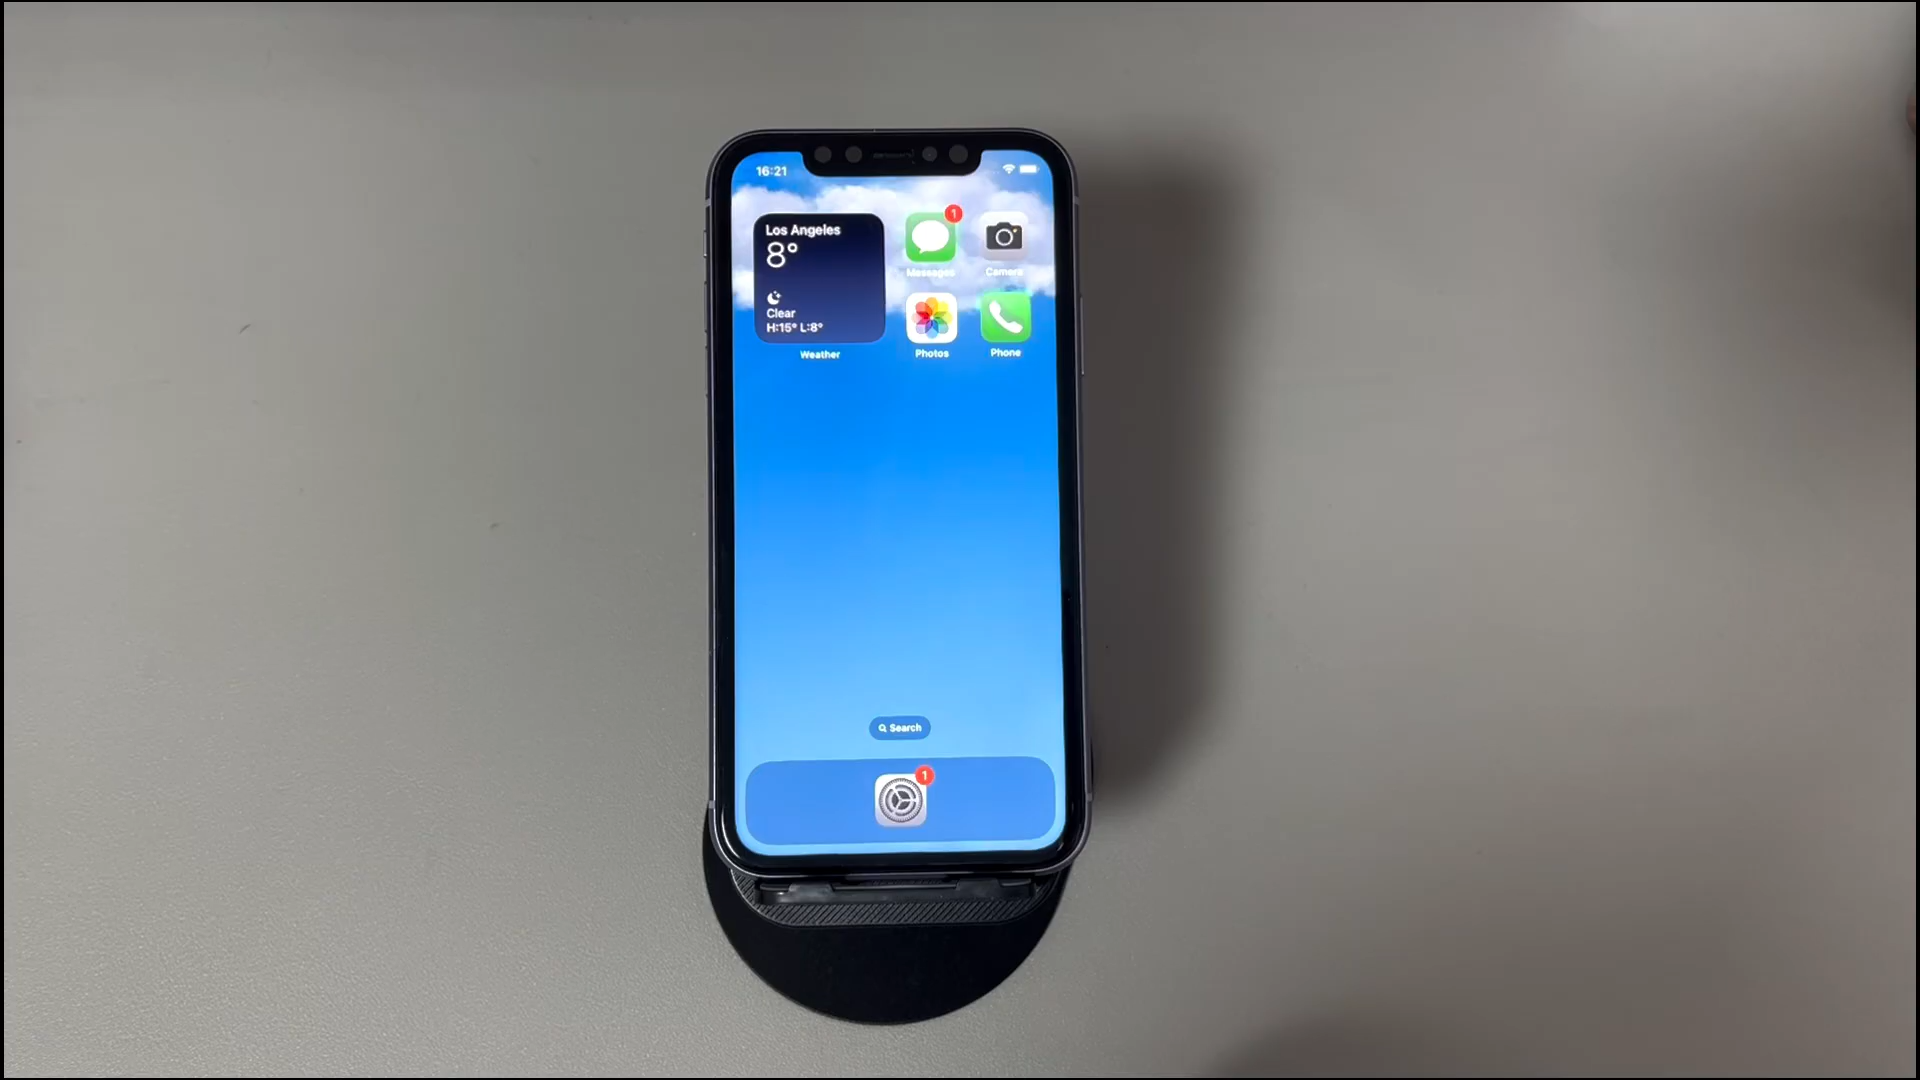 16:21
Los Angeles
8°
Clear
H:15° L:8°
Weather
1
Messages
Camera
Photos
Phone
Search
1